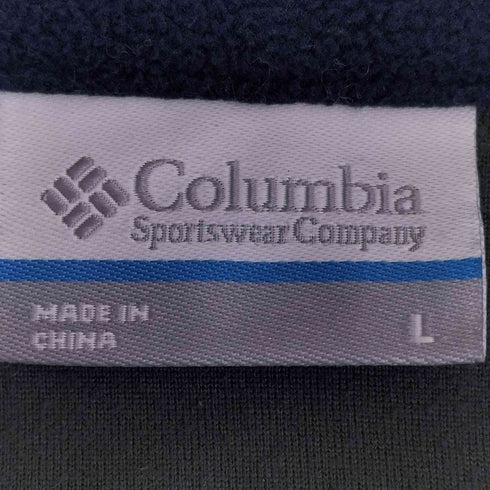 Columbia
Sportswear Company
MADE IN
CHINA
L